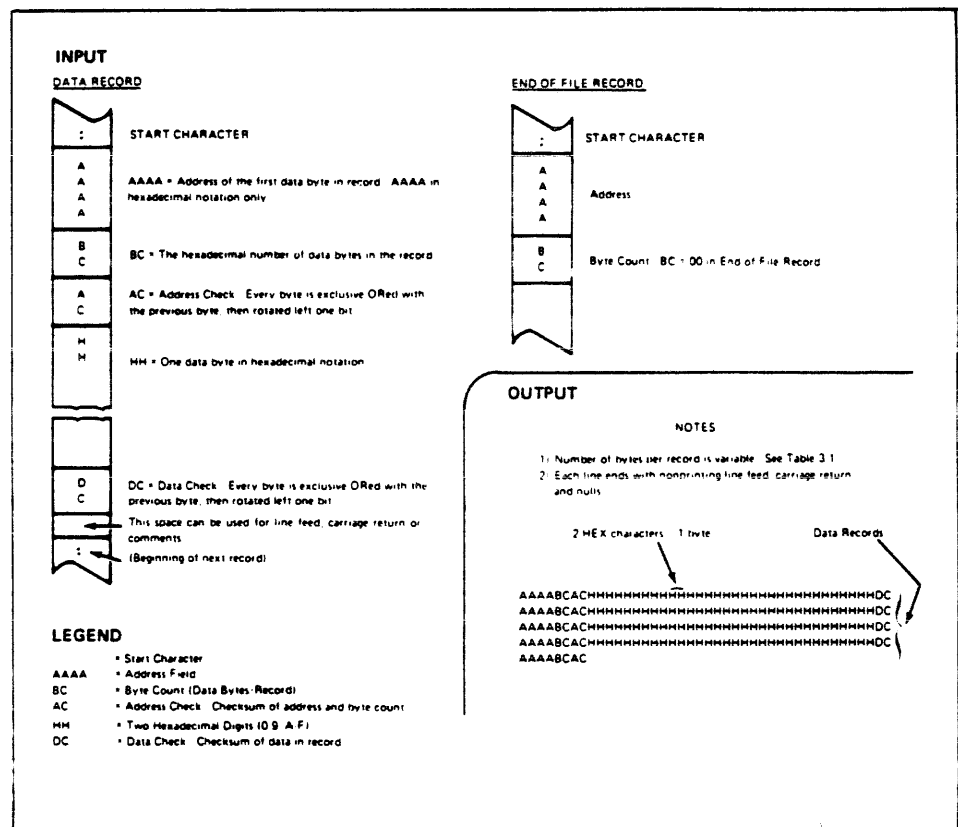 INPUT
DATA RECORD
:
START CHARACTER
A
A
A
A
AAAA = Address of the first data byte in record. AAAA in
hexadecimal notation only
B
C
BC = The hexadecimal number of data bytes in the record
A
C
AC = Address Check. Every byte is exclusive ORed with
the previous byte, then rotated left one bit
H
H
HH = One data byte in hexadecimal notation
D
C
DC = Data Check. Every byte is exclusive ORed with the
previous byte, then rotated left one bit
This space can be used for line feed, carriage return or
comments
:
(Beginning of next record)
LEGEND
= Start Character
AAAA = Address Field
BC = Byte Count (Data Bytes-Record)
AC = Address Check. Checksum of address and byte count
HH = Two Hexadecimal Digits (0.9 A-F)
DC = Data Check. Checksum of data in record
END OF FILE RECORD
:
START CHARACTER
A
A
A
A
Address
B
C
Byte Count. BC = 00 in End of File Record
OUTPUT
NOTES
1) Number of bytes per record is variable. See Table 3.1
2) Each line ends with nonprinting line feed, carriage return
and nulls
2 HEX characters 1 byte
Data Records
AAAABCACHHHHHHHHHHHHHHHHHHHHHHHHHHHHHHHHDC
AAAABCACHHHHHHHHHHHHHHHHHHHHHHHHHHHHHHHHDC
AAAABCACHHHHHHHHHHHHHHHHHHHHHHHHHHHHHHHHDC
AAAABCACHHHHHHHHHHHHHHHHHHHHHHHHHHHHHHHHDC
AAAABCAC